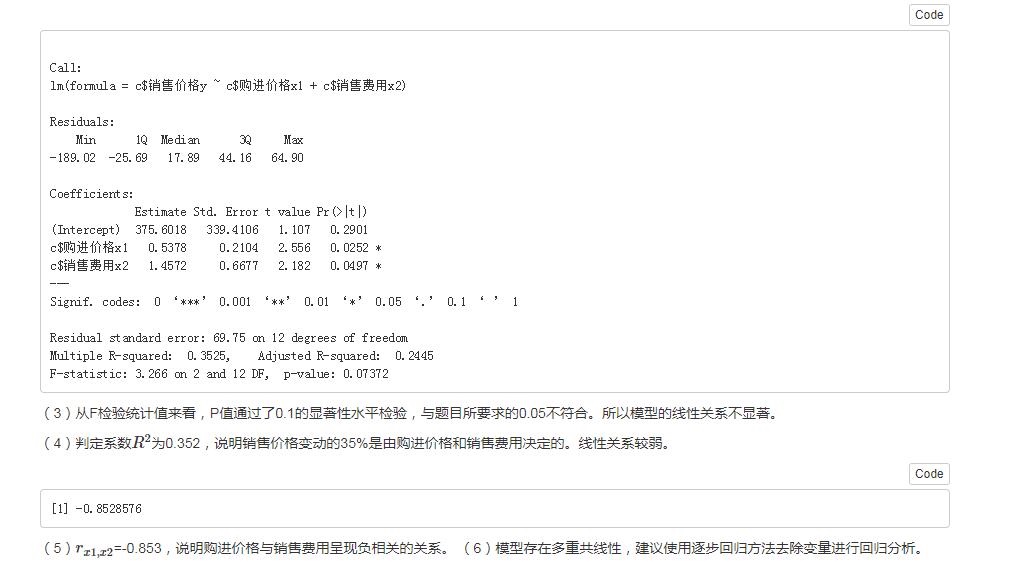 Code
Call:
lm(formula = c$销售价格y ~ c$购进价格x1 + c$销售费用x2)
Residuals:
Min 1Q Median 3Q Max
-189.02 -25.69 17.89 44.16 64.90
Coefficients:
Estimate Std. Error t value Pr(>|t|)
(Intercept) 375.6018 339.4106 1.107 0.2901
c$购进价格x1 0.5378 0.2104 2.556 0.0252 *
c$销售费用x2 1.4572 0.6677 2.182 0.0497 *
---
Signif. codes: 0 ‘***’ 0.001 ‘**’ 0.01 ‘*’ 0.05 ‘.’ 0.1 ‘ ’ 1
Residual standard error: 69.75 on 12 degrees of freedom
Multiple R-squared: 0.3525, Adjusted R-squared: 0.2445
F-statistic: 3.266 on 2 and 12 DF, p-value: 0.07372
（3）从F检验统计值来看，P值通过了0.1的显著性水平检验，与题目所要求的0.05不符合。所以模型的线性关系不显著。
（4）判定系数R²为0.352，说明销售价格变动的35%是由购进价格和销售费用决定的。线性关系较弱。
Code
[1] -0.8528576
（5）rx1,x2=-0.853，说明购进价格与销售费用呈现负相关的关系。 （6）模型存在多重共线性，建议使用逐步回归方法去除变量进行回归分析。